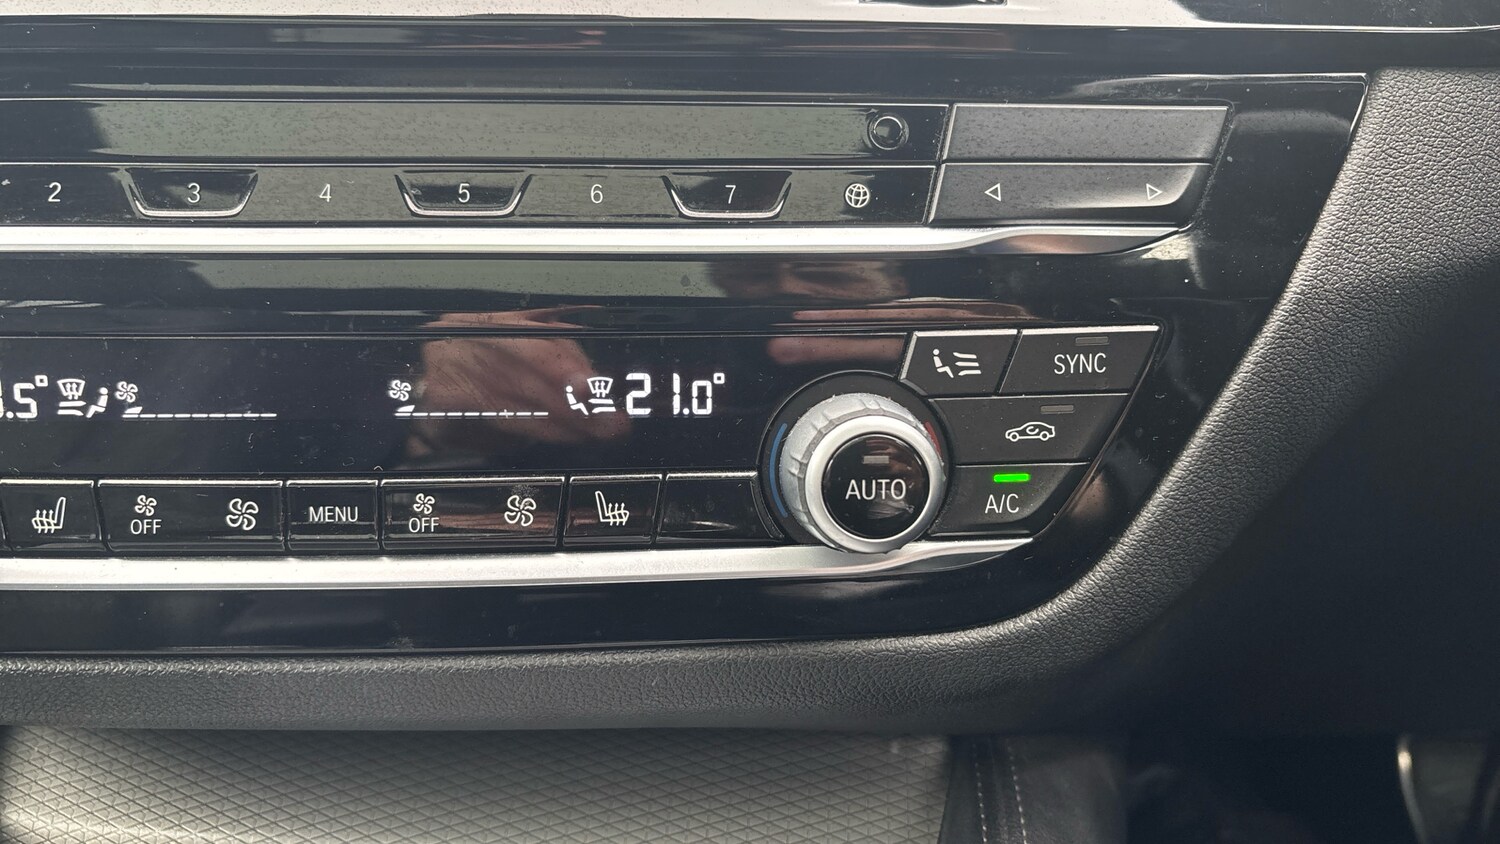 2 3 4 5 6 7
SYNC
.5° 21.0°
AUTO
A/C
OFF MENU OFF